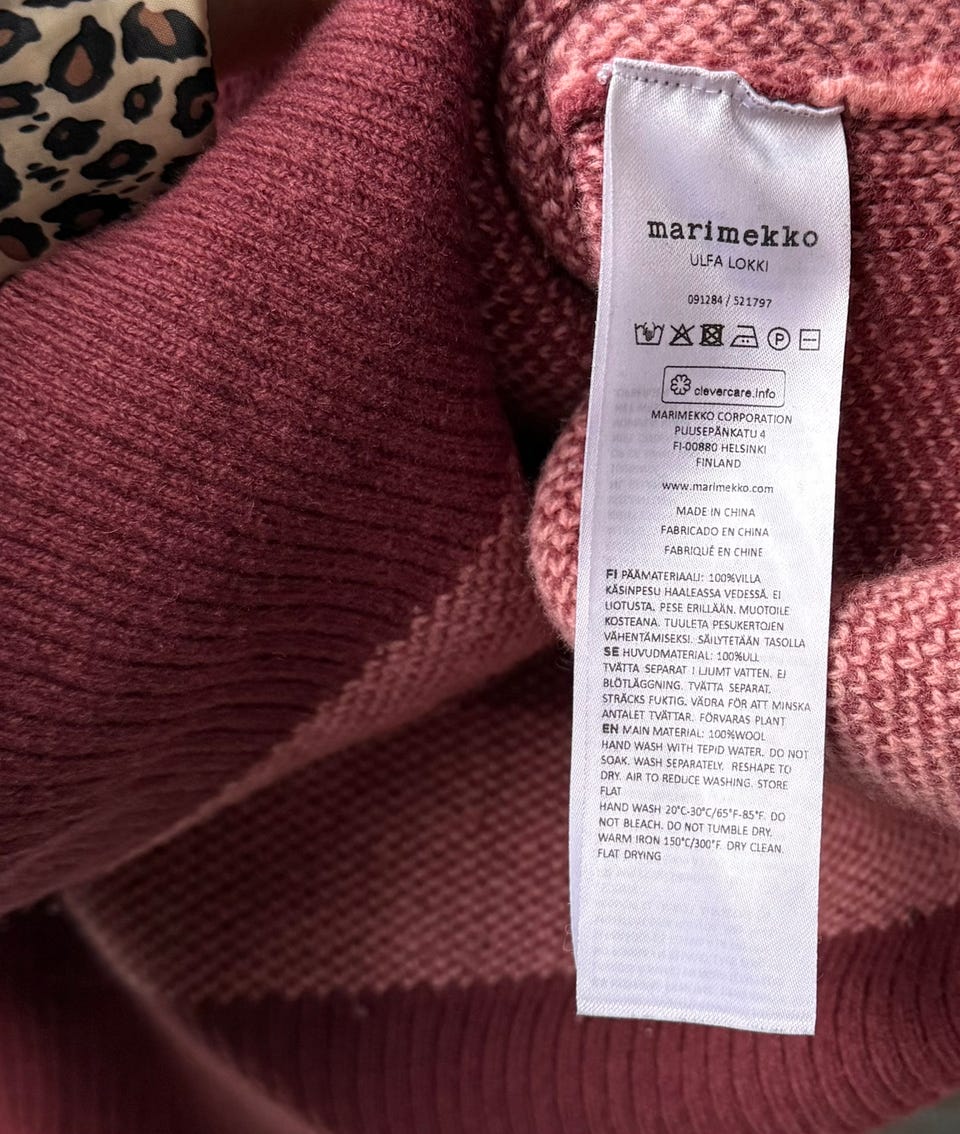 marimekko
ULFA LOKKI
091284 / 521797
P
clevercare.info
MARIMEKKO CORPORATION
PUUSEPÄNKATU 4
FI-00880 HELSINKI
FINLAND
www.marimekko.com
MADE IN CHINA
FABRICADO EN CHINA
FABRIQUÉ EN CHINE
FI PÄÄMATERIAALI: 100%VILLA
KÄSINPESU HAALEASSA VEDESSÄ. EI
LIOTUSTA. PESE ERILLÄÄN. MUOTOILE
KOSTEANA. TUULETA PESUKERTOJEN
VÄHENTÄMISEKSI. SÄILYTETÄÄN TASOLLA
SE HUVUDMATERIAL: 100%ULL
TVÄTTA SEPARAT I LJUMT VATTEN. EJ
BLÖTLÄGGNING. TVÄTTA SEPARAT.
STRÄCKS FUKTIG. VÄDRA FÖR ATT MINSKA
ANTALET TVÄTTAR. FÖRVARAS PLANT
EN MAIN MATERIAL: 100%WOOL
HAND WASH WITH TEPID WATER. DO NOT
SOAK. WASH SEPARATELY. RESHAPE TO
DRY. AIR TO REDUCE WASHING. STORE
FLAT
HAND WASH 20°C-30°C/65°F-85°F. DO
NOT BLEACH. DO NOT TUMBLE DRY.
WARM IRON 150°C/300°F. DRY CLEAN.
FLAT DRYING